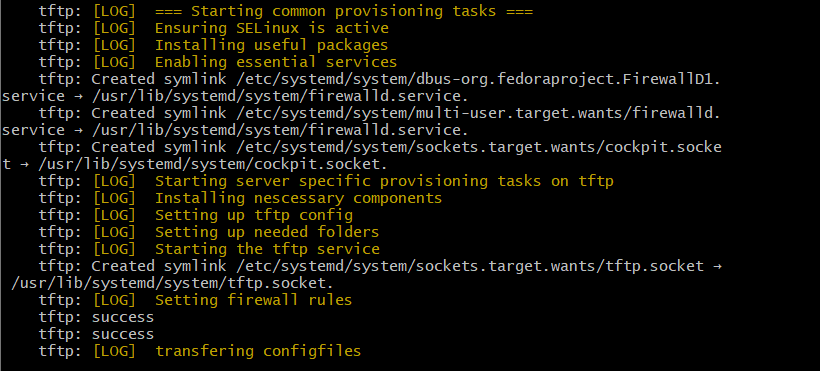 tftp: [LOG]  === Starting common provisioning tasks ===
tftp: [LOG]  Ensuring SELinux is active
tftp: [LOG]  Installing useful packages
tftp: [LOG]  Enabling essential services
tftp: Created symlink /etc/systemd/system/dbus-org.fedoraproject.FirewallD1.
service → /usr/lib/systemd/system/firewalld.service.
tftp: Created symlink /etc/systemd/system/multi-user.target.wants/firewalld.
service → /usr/lib/systemd/system/firewalld.service.
tftp: Created symlink /etc/systemd/system/sockets.target.wants/cockpit.socke
t → /usr/lib/systemd/system/cockpit.socket.
tftp: [LOG]  Starting server specific provisioning tasks on tftp
tftp: [LOG]  Installing nescessary components
tftp: [LOG]  Setting up tftp config
tftp: [LOG]  Setting up needed folders
tftp: [LOG]  Starting the tftp service
tftp: Created symlink /etc/systemd/system/sockets.target.wants/tftp.socket →
/usr/lib/systemd/system/tftp.socket.
tftp: [LOG]  Setting firewall rules
tftp: success
tftp: success
tftp: [LOG]  transfering configfiles